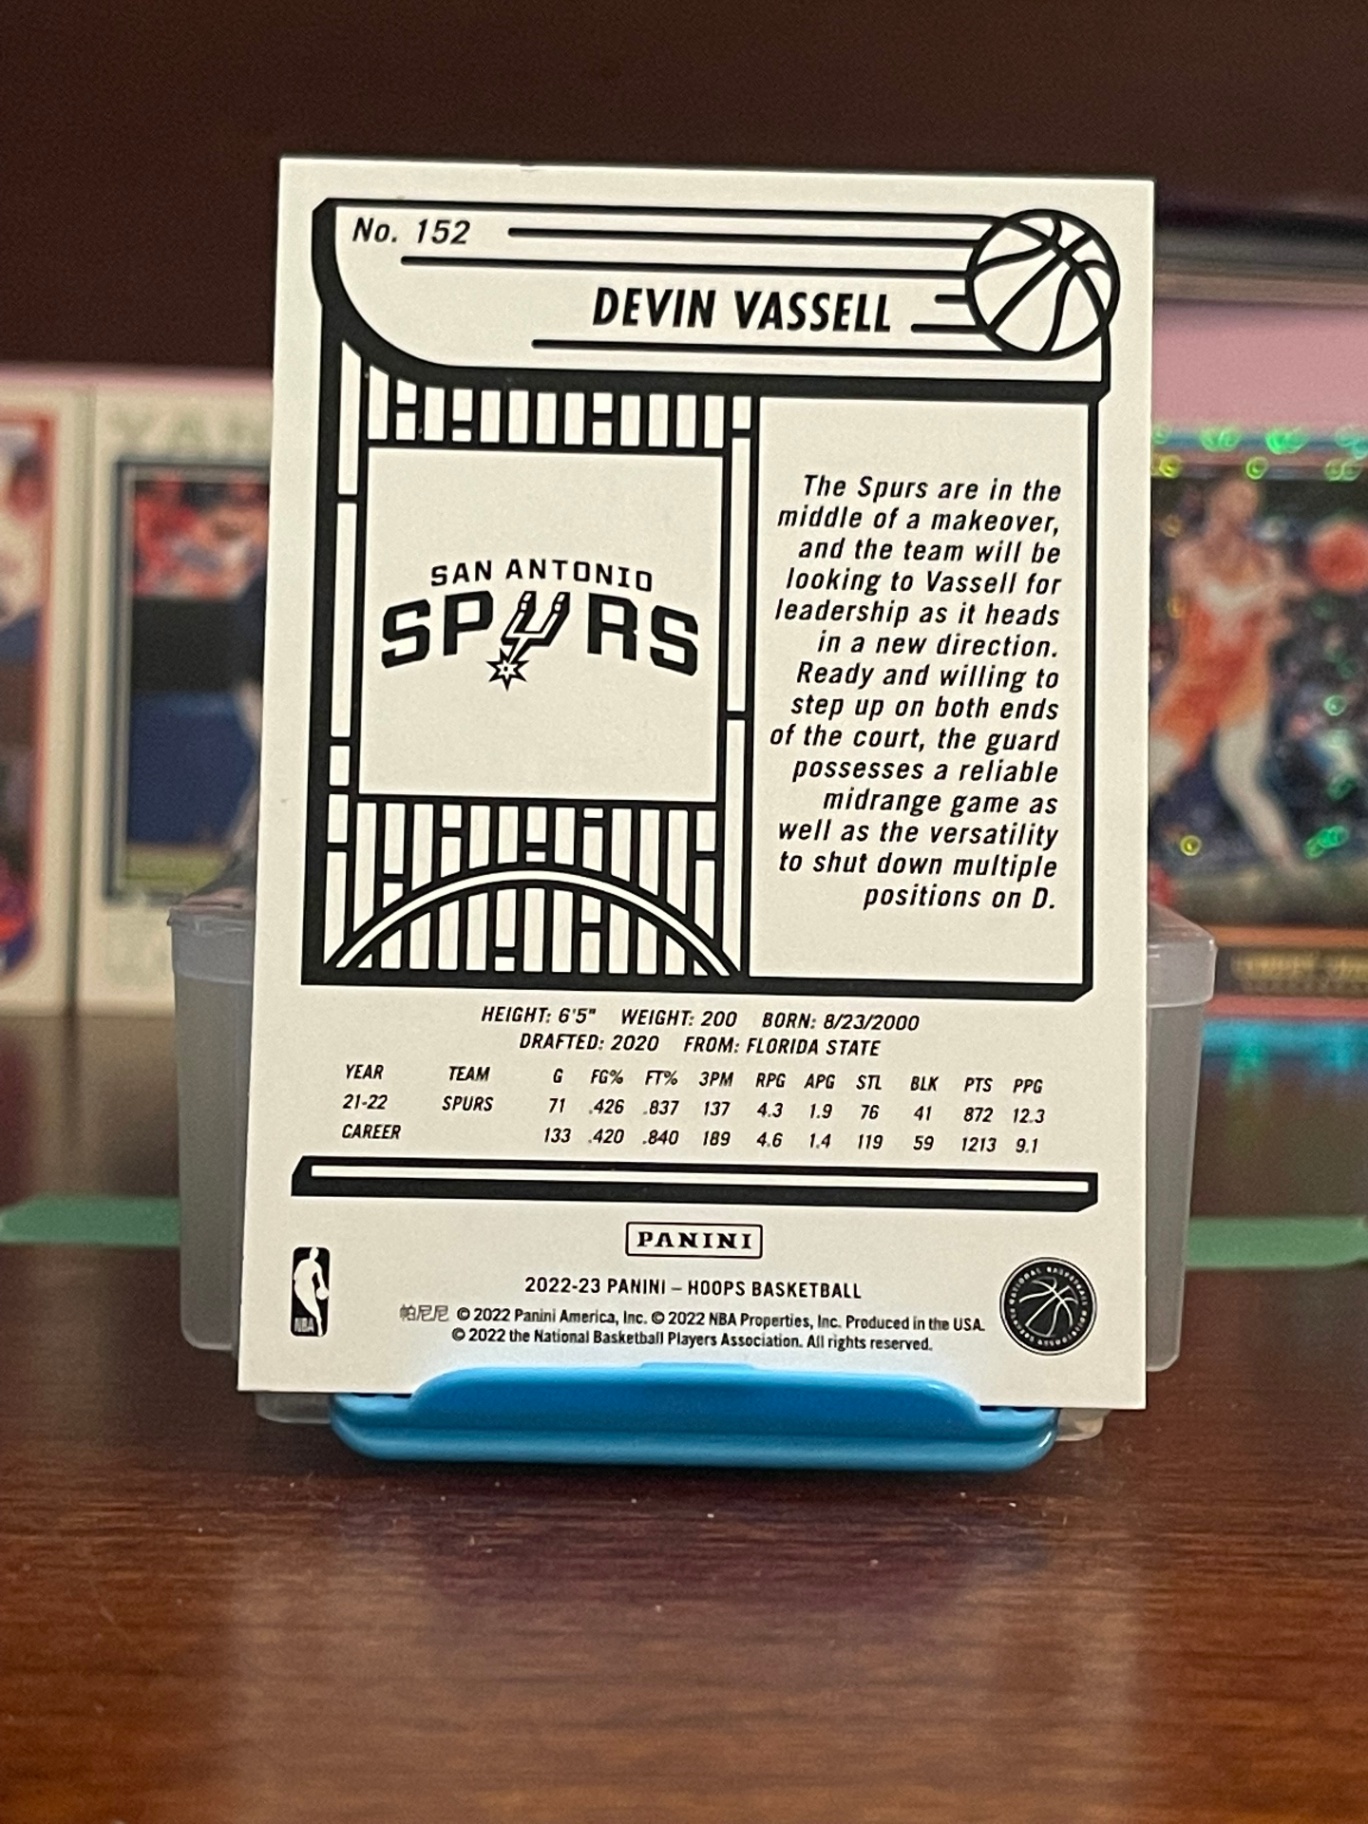 No. 152
DEVIN VASSELL
SAN ANTONIO
SPURS
The Spurs are in the
middle of a makeover,
and the team will be
looking to Vassell for
leadership as it heads
in a new direction.
Ready and willing to
step up on both ends
of the court, the guard
possesses a reliable
midrange game as
well as the versatility
to shut down multiple
positions on D.
HEIGHT: 6'5" WEIGHT: 200 BORN: 8/23/2000
DRAFTED: 2020 FROM: FLORIDA STATE
YEAR TEAM G FG% FT% 3PM RPG APG STL BLK PTS PPG
21-22 SPURS 71 .426 .837 137 4.3 1.9 76 41 872 12.3
CAREER 133 .420 .840 189 4.6 1.4 119 59 1213 9.1
PANINI
2022-23 PANINI – HOOPS BASKETBALL
帕尼尼 © 2022 Panini America, Inc. © 2022 NBA Properties, Inc. Produced in the USA.
© 2022 the National Basketball Players Association. All rights reserved.
NBA